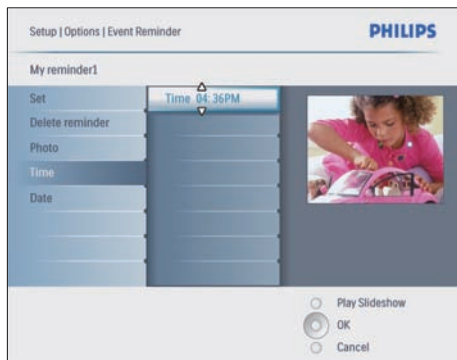 Setup | Options | Event Reminder
PHILIPS
My reminder1
Set
Time 04:36PM
Delete reminder
Photo
Time
Date
Play Slideshow
OK
Cancel